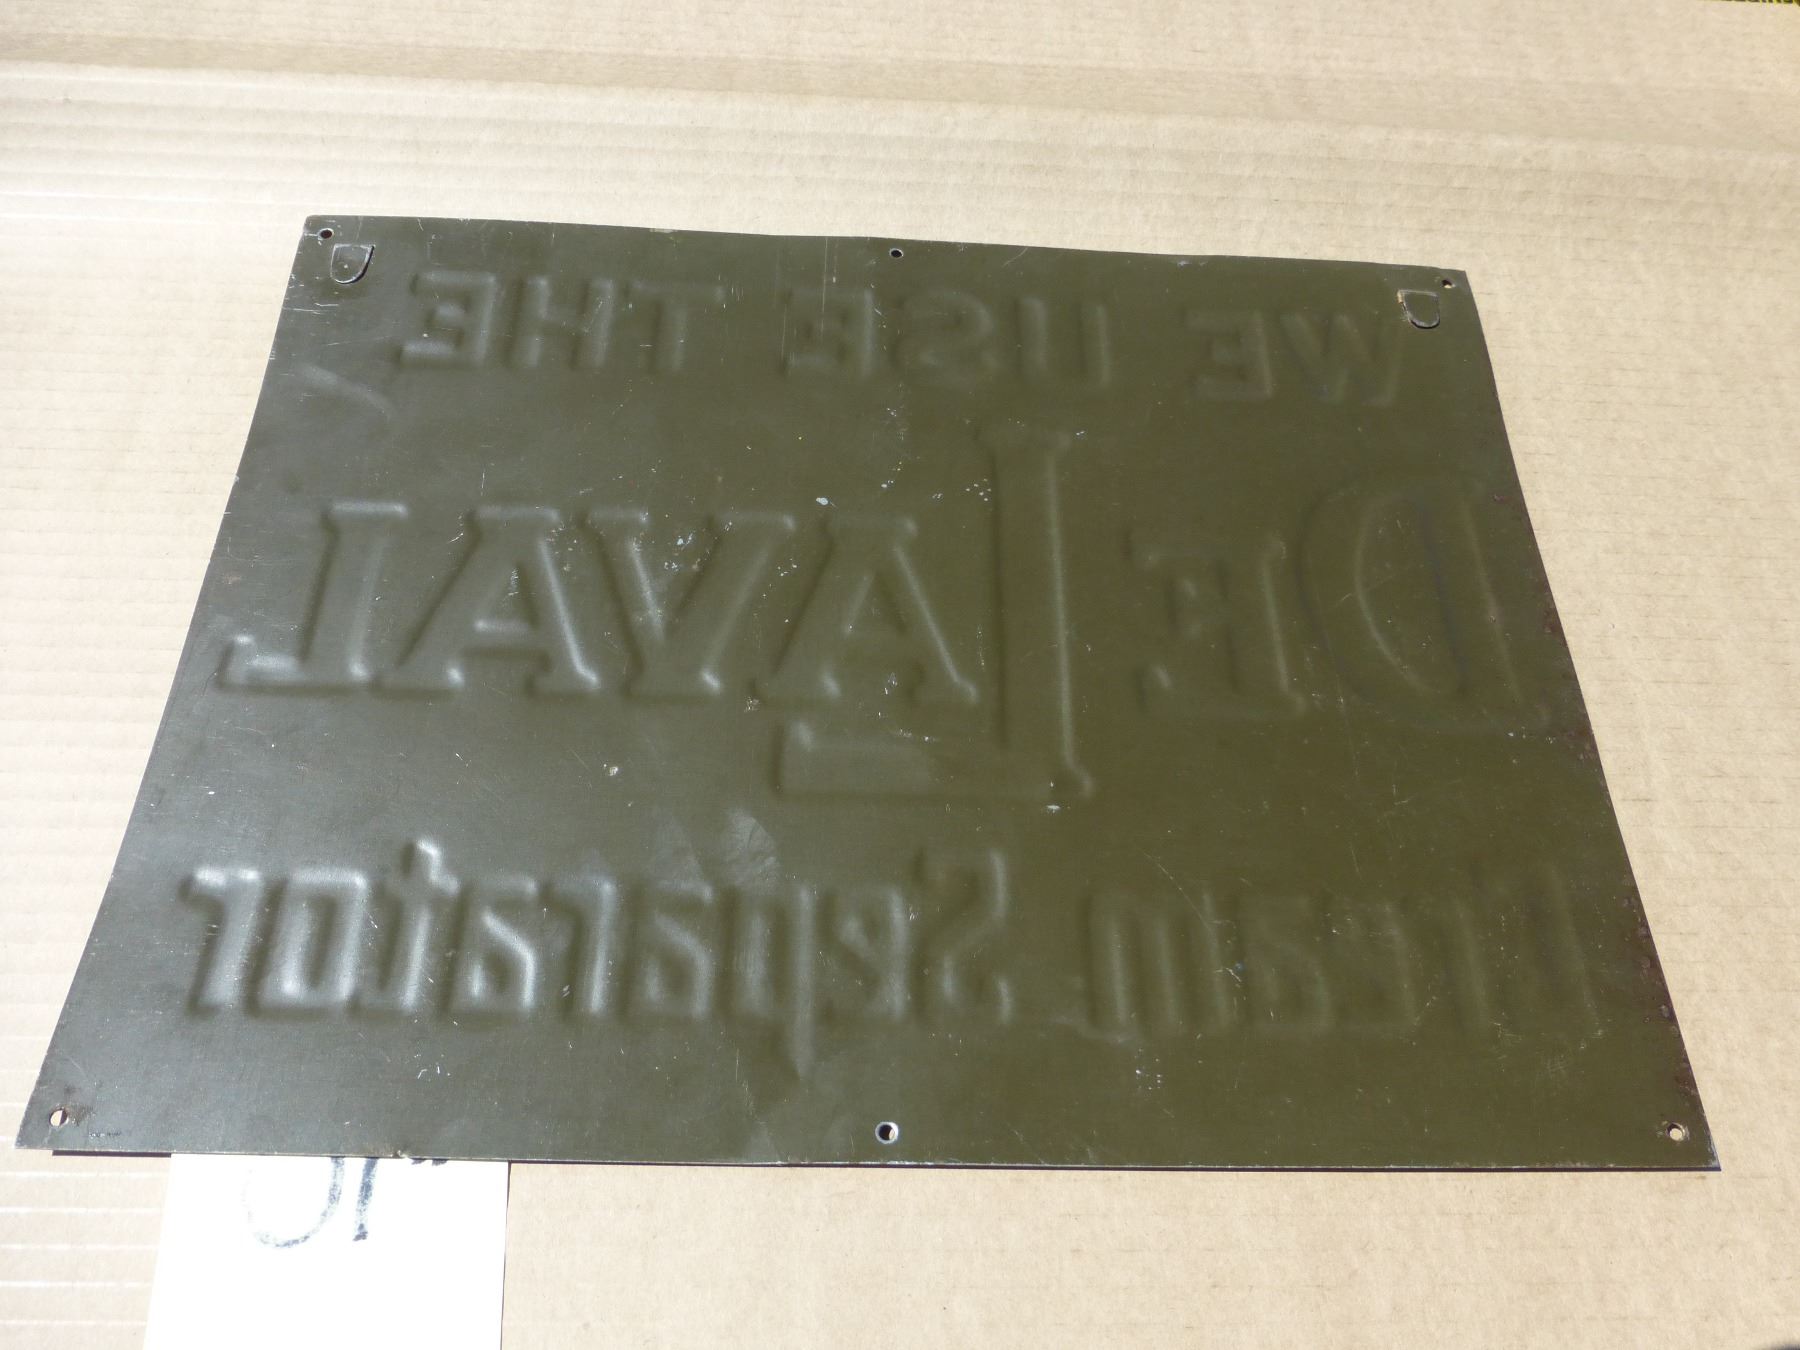 WE USE THE
DE LAVAL
Cream Separator